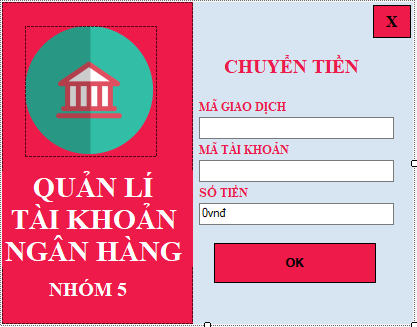 X
CHUYỂN TIỀN
MÃ GIAO DỊCH
MÃ TÀI KHOẢN
SỐ TIỀN
0vnđ
OK
QUẢN LÍ
TÀI KHOẢN
NGÂN HÀNG
NHÓM 5